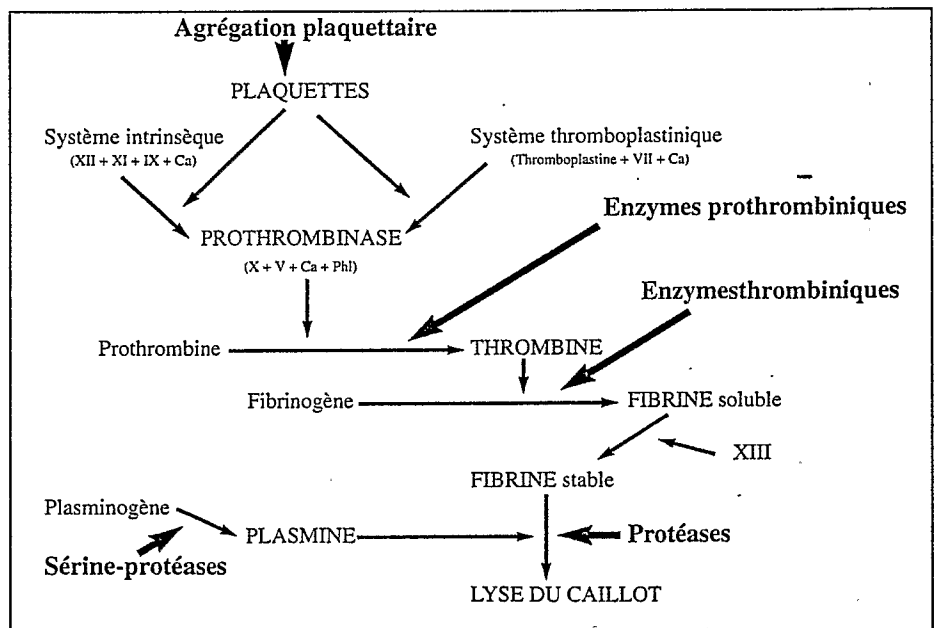 Agrégation plaquettaire
PLAQUETTES
Système intrinsèque
(XII + XI + IX + Ca)
Système thromboplastinique
(Thromboplastine + VII + Ca)
Enzymes prothrombiniques
PROTHROMBINASE
(X + V + Ca + Phl)
Enzymesthrombiniques
Prothrombine
THROMBINE
Fibrinogène
FIBRINE soluble
XIII
FIBRINE stable
Plasminogène
PLASMINE
Protéases
Sérine-protéases
LYSE DU CAILLOT